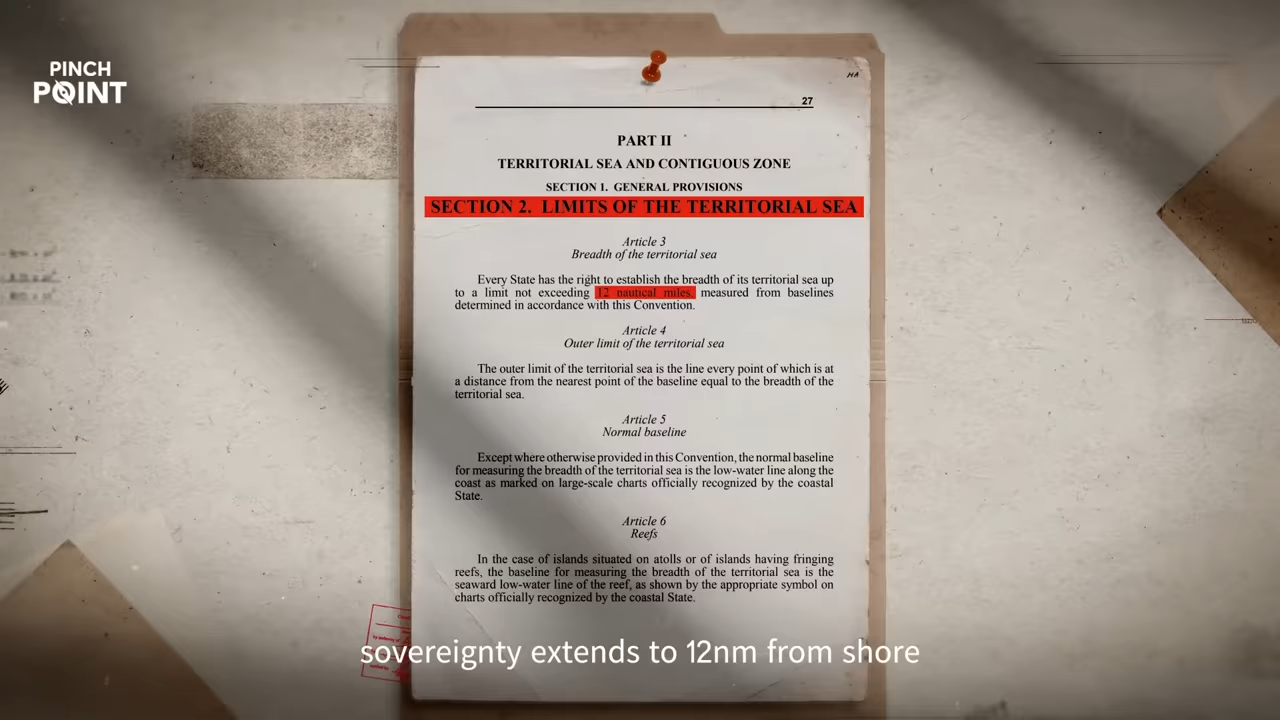 PINCH
POINT
HA
27
PART II
TERRITORIAL SEA AND CONTIGUOUS ZONE
SECTION 1. GENERAL PROVISIONS
SECTION 2. LIMITS OF THE TERRITORIAL SEA
Article 3
Breadth of the territorial sea
Every State has the right to establish the breadth of its territorial sea up
to a limit not exceeding 12 nautical miles, measured from baselines
determined in accordance with this Convention.
Article 4
Outer limit of the territorial sea
The outer limit of the territorial sea is the line every point of which is at
a distance from the nearest point of the baseline equal to the breadth of the
territorial sea.
Article 5
Normal baseline
Except where otherwise provided in this Convention, the normal baseline
for measuring the breadth of the territorial sea is the low-water line along the
coast as marked on large-scale charts officially recognized by the coastal
State.
Article 6
Reefs
In the case of islands situated on atolls or of islands having fringing
reefs, the baseline for measuring the breadth of the territorial sea is the
seaward low-water line of the reef, as shown by the appropriate symbol on
charts officially recognized by the coastal State.
sovereignty extends to 12nm from shore